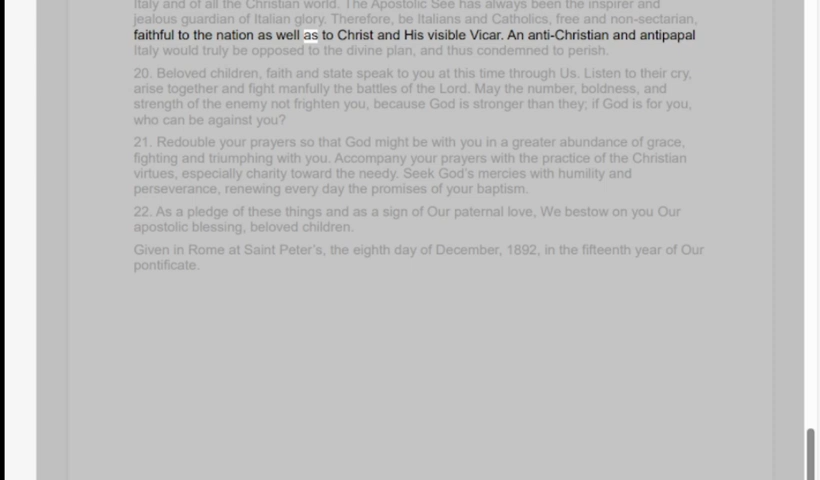 Italy and of all the Christian world. The Apostolic See has always been the inspirer and
jealous guardian of Italian glory. Therefore, be Italians and Catholics, free and non-sectarian,
faithful to the nation as well as to Christ and His visible Vicar. An anti-Christian and antipapal
Italy would truly be opposed to the divine plan, and thus condemned to perish.
20. Beloved children, faith and state speak to you at this time through Us. Listen to their cry,
arise together and fight manfully the battles of the Lord. May the number, boldness, and
strength of the enemy not frighten you, because God is stronger than they; if God is for you,
who can be against you?
21. Redouble your prayers so that God might be with you in a greater abundance of grace,
fighting and triumphing with you. Accompany your prayers with the practice of the Christian
virtues, especially charity toward the needy. Seek God's mercies with humility and
perseverance, renewing every day the promises of your baptism.
22. As a pledge of these things and as a sign of Our paternal love, We bestow on you Our
apostolic blessing, beloved children.
Given in Rome at Saint Peter's, the eighth day of December, 1892, in the fifteenth year of Our
pontificate.